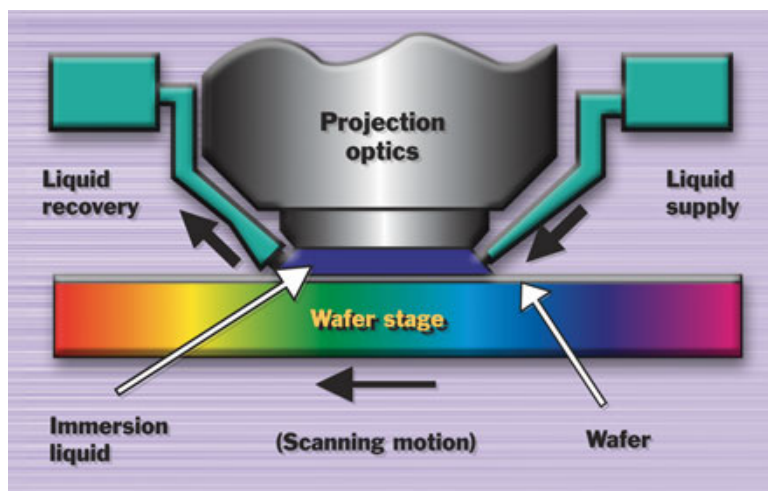 Projection
optics
Liquid
recovery
Liquid
supply
Wafer stage
Immersion
liquid
(Scanning motion)
Wafer